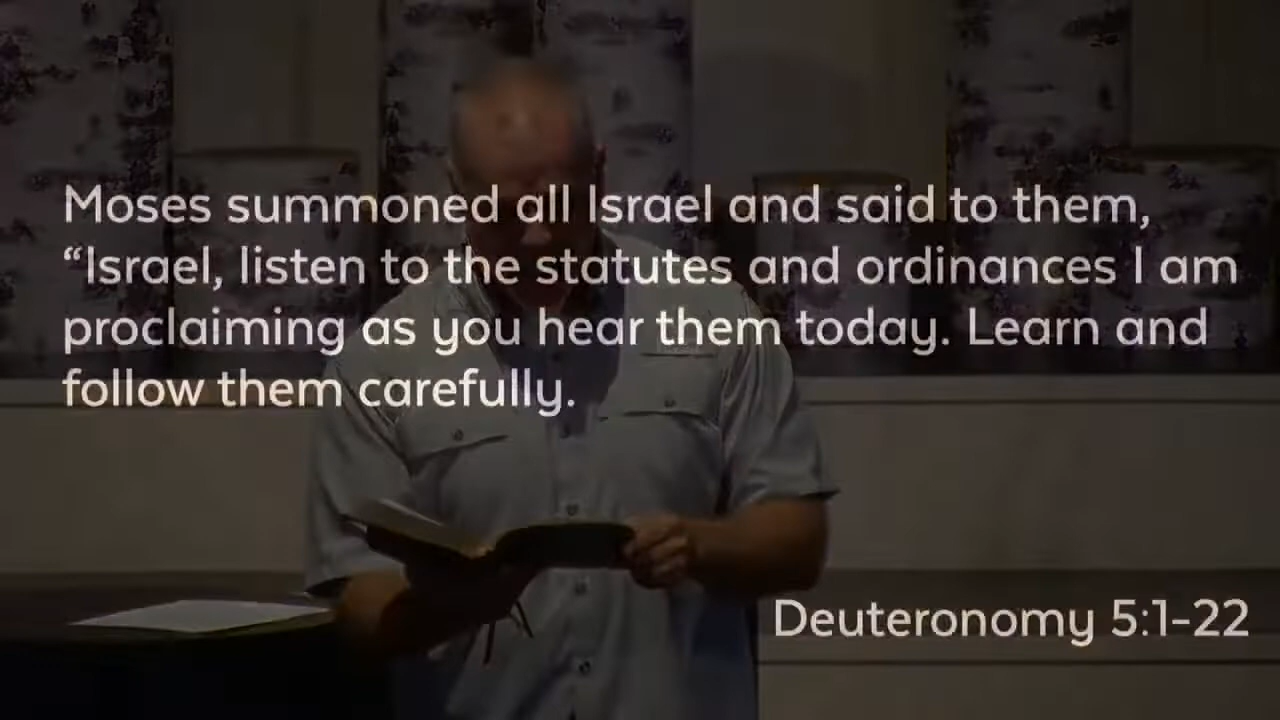 Moses summoned all Israel and said to them,
“Israel, listen to the statutes and ordinances I am
proclaiming as you hear them today. Learn and
follow them carefully.
Deuteronomy 5:1-22